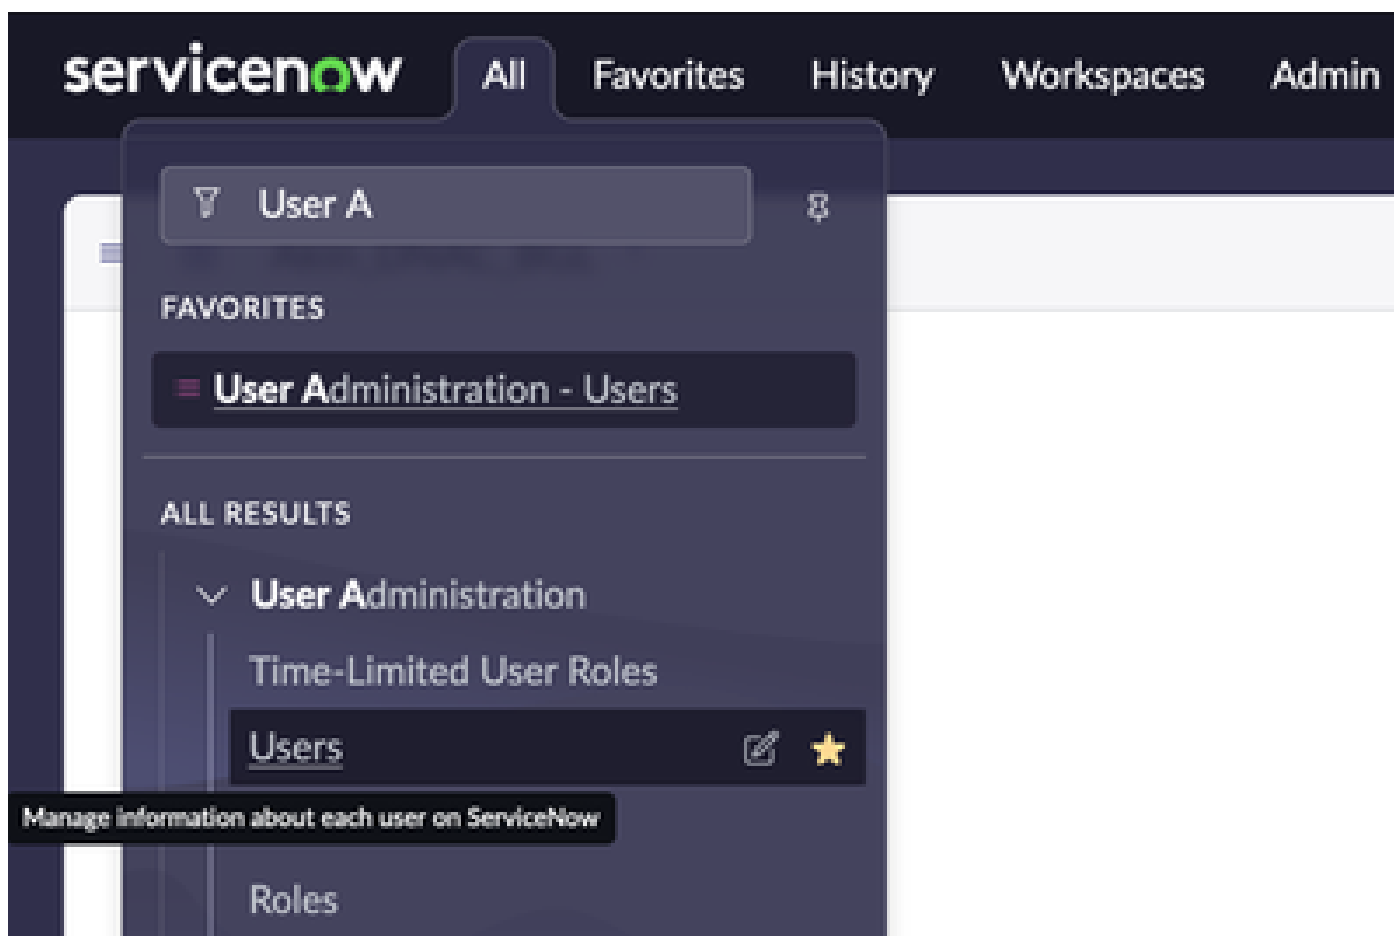 servicenow All Favorites History Workspaces Admin
User A
FAVORITES
User Administration - Users
ALL RESULTS
User Administration
Time-Limited User Roles
Users
Manage information about each user on ServiceNow
Roles